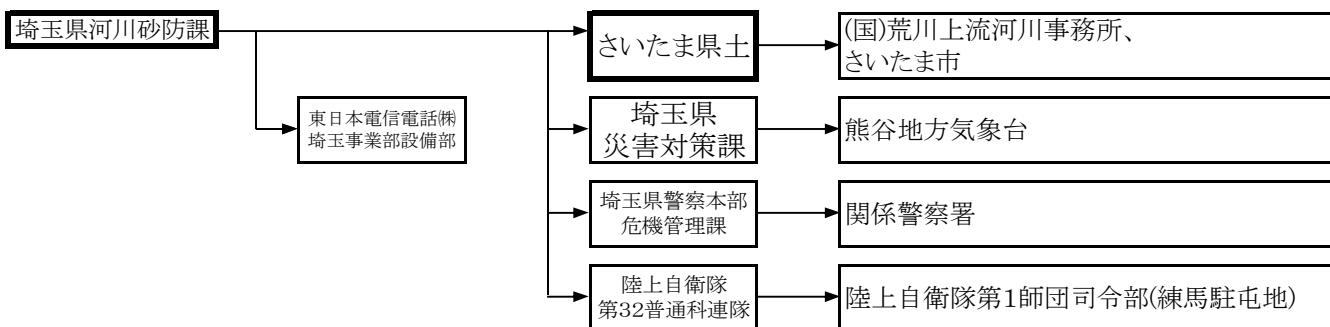 埼玉県河川砂防課
さいたま県土
(国)荒川上流河川事務所、
さいたま市
東日本電信電話㈱
埼玉事業部設備部
埼玉県
災害対策課
熊谷地方気象台
埼玉県警察本部
危機管理課
関係警察署
陸上自衛隊
第32普通科連隊
陸上自衛隊第1師団司令部(練馬駐屯地)